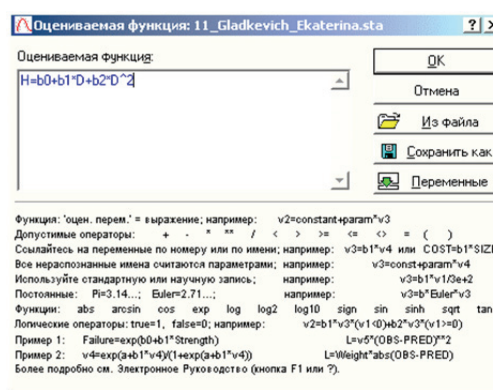 Оцениваемая функция: 11_Gladkevich_Ekaterina.sta
Оцениваемая функция:
H=b0+b1*D+b2*D^2
OK
Отмена
Из файла
Сохранить как
Переменные
Функция: 'оцен. перем.' = выражение; например: v2=constant+param*v3
Допустимые операторы: + - * ** / < > >= <= <> = ( )
Ссылайтесь на переменные по номеру или по имени; например: v3=b1*v4 или COST=b1*SIZE
Все нераспознанные имена считаются параметрами; например: v3=const+param*v4
Используйте стандартную или научную запись; например: v3=b1*v1/3e+2
Постоянные: Pi=3.14...; Euler=2.71...; например: v3=b*Euler*v3
Функции: abs arcsin cos exp log log2 log10 sign sin sinh sqrt tan
Логические операторы: true=1, false=0; например: v2=b1*v3*(v1<0)+b2*v3*(v1>=0)
Пример 1: Failure=exp(b0+b1*Strength) L=v5*(OBS-PRED)**2
Пример 2: v4=exp(a+b1*v4)/(1+exp(a+b1*v4)) L=Weight*abs(OBS-PRED)
Более подробно см. Электронное Руководство (кнопка F1 или ?).